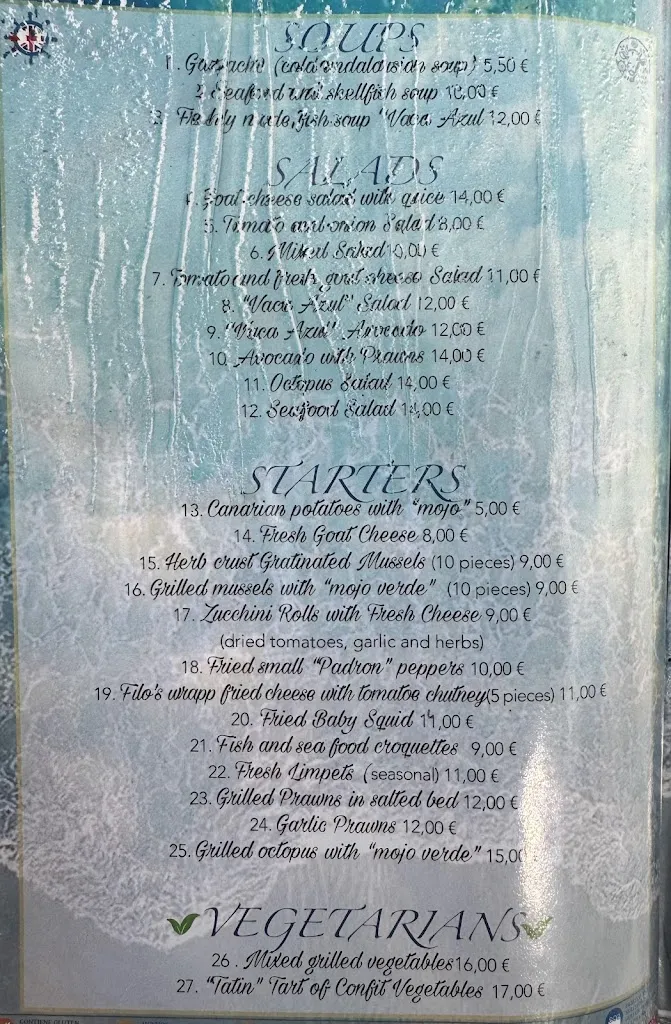 SOUPS
1. Gazpacho (cold andalusian soup) 5,50 €
2. Seafood and shellfish soup 10,00 €
3. Freshly made fish soup "Vaca Azul 12,00 €
SALADS
4. Goat cheese salad with quice 14,00 €
5. Tomato and onion Salad 8,00 €
6. Mixed Salad 10,00 €
7. Tomato and fresh goat cheese Salad 11,00 €
8. "Vaca Azul" Salad 12,00 €
9. "Vaca Azul" Avocado 12,00 €
10. Avocado with Prawns 14,00 €
11. Octopus Salad 14,00 €
12. Seafood Salad 14,00 €
STARTERS
13. Canarian potatoes with "mojo" 5,00 €
14. Fresh Goat Cheese 8,00 €
15. Herb crust Gratinated Mussels (10 pieces) 9,00 €
16. Grilled mussels with "mojo verde" (10 pieces) 9,00 €
17. Zucchini Rolls with Fresh Cheese 9,00 €
(dried tomatoes, garlic and herbs)
18. Fried small "Padron" peppers 10,00 €
19. Filo's wrapp fried cheese with tomatoe chutney(5 pieces) 11,00 €
20. Fried Baby Squid 11,00 €
21. Fish and sea food croquettes 9,00 €
22. Fresh Limpets (seasonal) 11,00 €
23. Grilled Prawns in salted bed 12,00 €
24. Garlic Prawns 12,00 €
25. Grilled octopus with "mojo verde" 15,00 €
VEGETARIANS
26. Mixed grilled vegetables 16,00 €
27. "Tatin" Tart of Confit Vegetables 17,00 €
CONTIENE GLUTEN